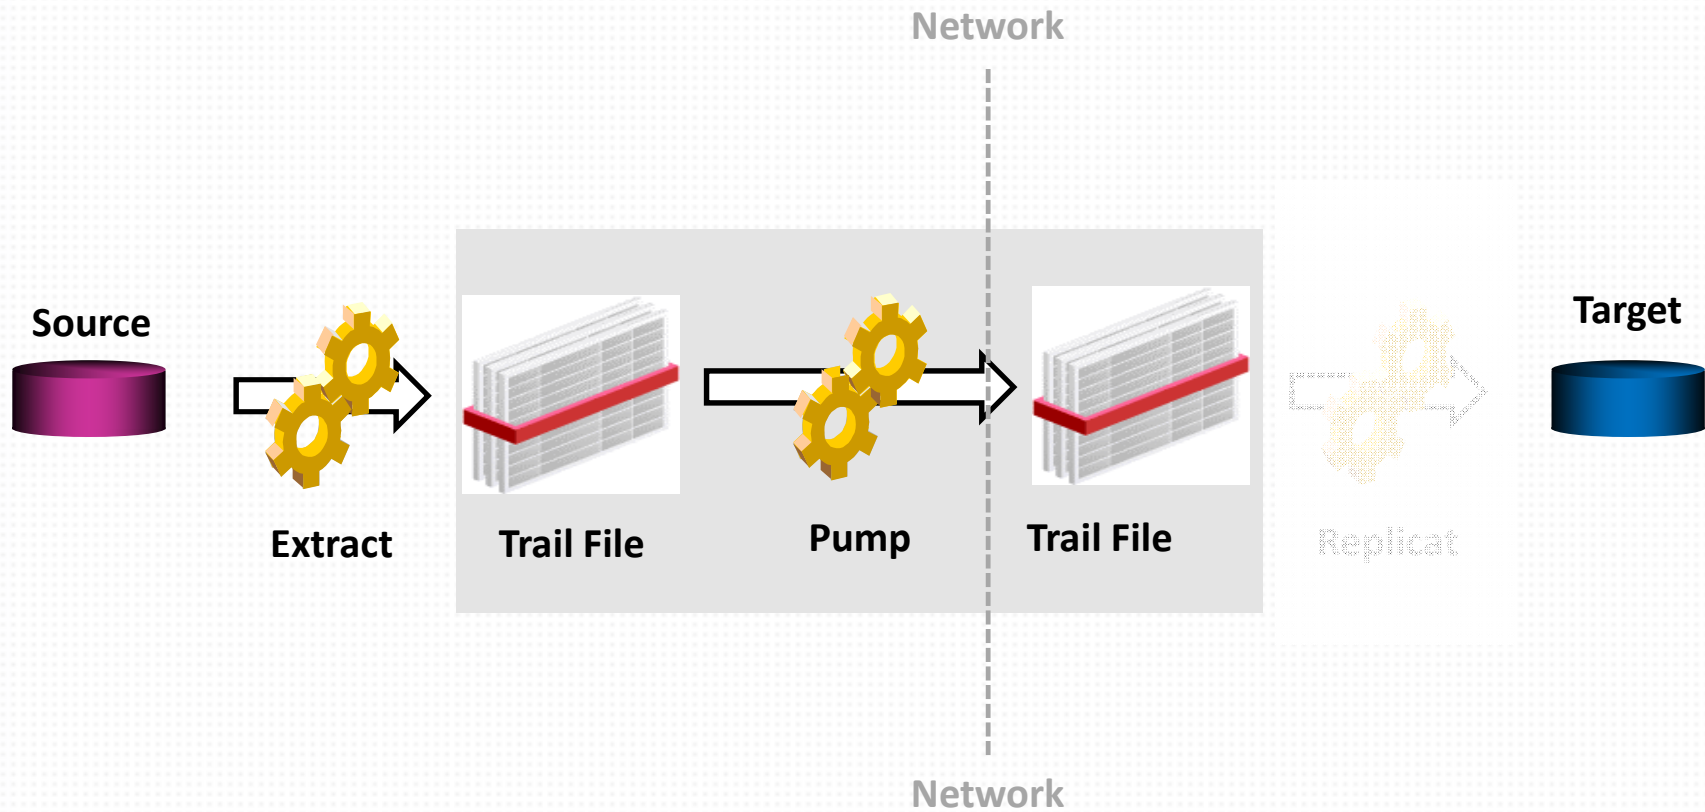 Network
Source
Target
Extract
Trail File
Pump
Trail File
Replicat
Network